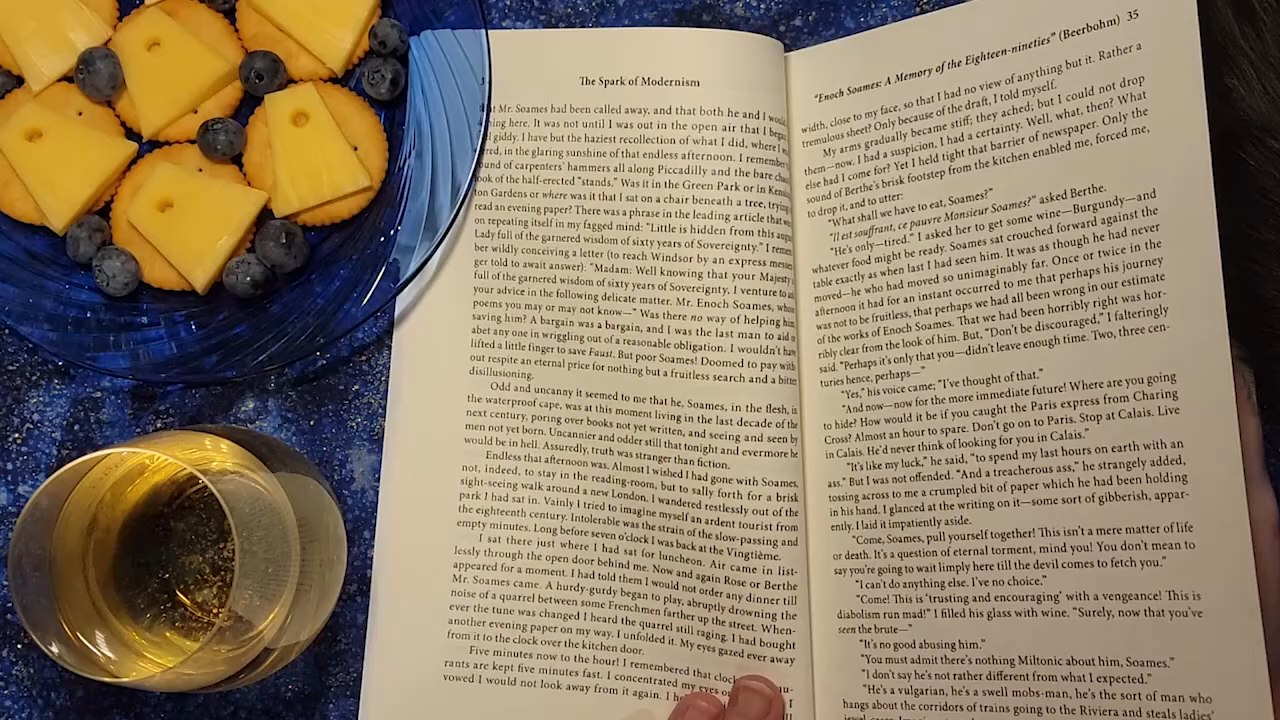 The Spark of Modernism
Mr. Soames had been called away, and that both he and I
here. It was not until I was out in the open air that I
giddy. I have but the haziest recollection of what I did, where I
in the glaring sunshine of that endless afternoon. I
of carpenters' hammers all along Piccadilly and the bare
look of the half-erected "stands." Was it in the Green Park or in
Gardens or where was it that I sat on a chair beneath a tree, trying
read an evening paper? There was a phrase in the leading article that
on repeating itself in my fagged mind: "Little is hidden from this
Lady full of the garnered wisdom of sixty years of Sovereignty." I
ber wildly conceiving a letter (to reach Windsor by an express
ger told to await answer): "Madam: Well knowing that your Majesty
full of the garnered wisdom of sixty years of Sovereignty, I venture to
your advice in the following delicate matter. Mr. Enoch Soames,
poems you may or may not know—" Was there no way of helping him,
saving him? A bargain was a bargain, and I was the last man to aid
abet any one in wriggling out of a reasonable obligation. I wouldn't have
lifted a little finger to save Faust. But poor Soames! Doomed to pay with-
out respite an eternal price for nothing but a fruitless search and a bitter
disillusioning.
Odd and uncanny it seemed to me that he, Soames, in the flesh, in
the waterproof cape, was at this moment living in the last decade of the
next century, poring over books not yet written, and seeing and seen by
men not yet born. Uncannier and odder still that tonight and evermore he
would be in hell. Assuredly, truth was stranger than fiction.
Endless that afternoon was. Almost I wished I had gone with Soames,
not, indeed, to stay in the reading-room, but to sally forth for a brisk
sight-seeing walk around a new London. I wandered restlessly out of the
park I had sat in. Vainly I tried to imagine myself an ardent tourist from
the eighteenth century. Intolerable was the strain of the slow-passing and
empty minutes. Long before seven o'clock I was back at the Vingtième.
I sat there just where I had sat for luncheon. Air came in list-
lessly through the open door behind me. Now and again Rose or Berthe
appeared for a moment. I had told them I would not order any dinner till
Mr. Soames came. A hurdy-gurdy began to play, abruptly drowning the
noise of a quarrel between some Frenchmen farther up the street. When-
ever the tune was changed I heard the quarrel still raging. I had bought
another evening paper on my way. I unfolded it. My eyes gazed ever away
from it to the clock over the kitchen door.
Five minutes now to the hour! I remembered that clocks
rants are kept five minutes fast. I concentrated my eyes
vowed I would not look away from it again. I
"Enoch Soames: A Memory of the Eighteen-nineties" (Beerbohm) 35
width, close to my face, so that I had no view of anything but it. Rather a
tremulous sheet? Only because of the draft, I told myself.
My arms gradually became stiff; they ached; but I could not drop
them—now. I had a suspicion, I had a certainty. Well, what, then? What
else had I come for? Yet I held tight that barrier of newspaper. Only the
sound of Berthe's brisk footstep from the kitchen enabled me, forced me,
to drop it, and to utter:
"What shall we have to eat, Soames?"
"Il est souffrant, ce pauvre Monsieur Soames?" asked Berthe.
"He's only—tired." I asked her to get some wine—Burgundy—and
whatever food might be ready. Soames sat crouched forward against the
table exactly as when last I had seen him. It was as though he had never
moved—he who had moved so unimaginably far. Once or twice in the
afternoon it had for an instant occurred to me that perhaps his journey
was not to be fruitless, that perhaps we had all been wrong in our estimate
of the works of Enoch Soames. That we had been horribly right was hor-
ribly clear from the look of him. But, "Don't be discouraged," I falteringly
said. "Perhaps it's only that you—didn't leave enough time. Two, three cen-
turies hence, perhaps—"
"Yes," his voice came; "I've thought of that."
"And now—now for the more immediate future! Where are you going
to hide? How would it be if you caught the Paris express from Charing
Cross? Almost an hour to spare. Don't go on to Paris. Stop at Calais. Live
in Calais. He'd never think of looking for you in Calais."
"It's like my luck," he said, "to spend my last hours on earth with an
ass." But I was not offended. "And a treacherous ass," he strangely added,
tossing across to me a crumpled bit of paper which he had been holding
in his hand. I glanced at the writing on it—some sort of gibberish, appar-
ently. I laid it impatiently aside.
"Come, Soames, pull yourself together! This isn't a mere matter of life
or death. It's a question of eternal torment, mind you! You don't mean to
say you're going to wait limply here till the devil comes to fetch you."
"I can't do anything else. I've no choice."
"Come! This is 'trusting and encouraging' with a vengeance! This is
diabolism run mad!" I filled his glass with wine. "Surely, now that you've
seen the brute—"
"It's no good abusing him."
"You must admit there's nothing Miltonic about him, Soames."
"I don't say he's not rather different from what I expected."
"He's a vulgarian, he's a swell mobs-man, he's the sort of man who
hangs about the corridors of trains going to the Riviera and steals ladies'